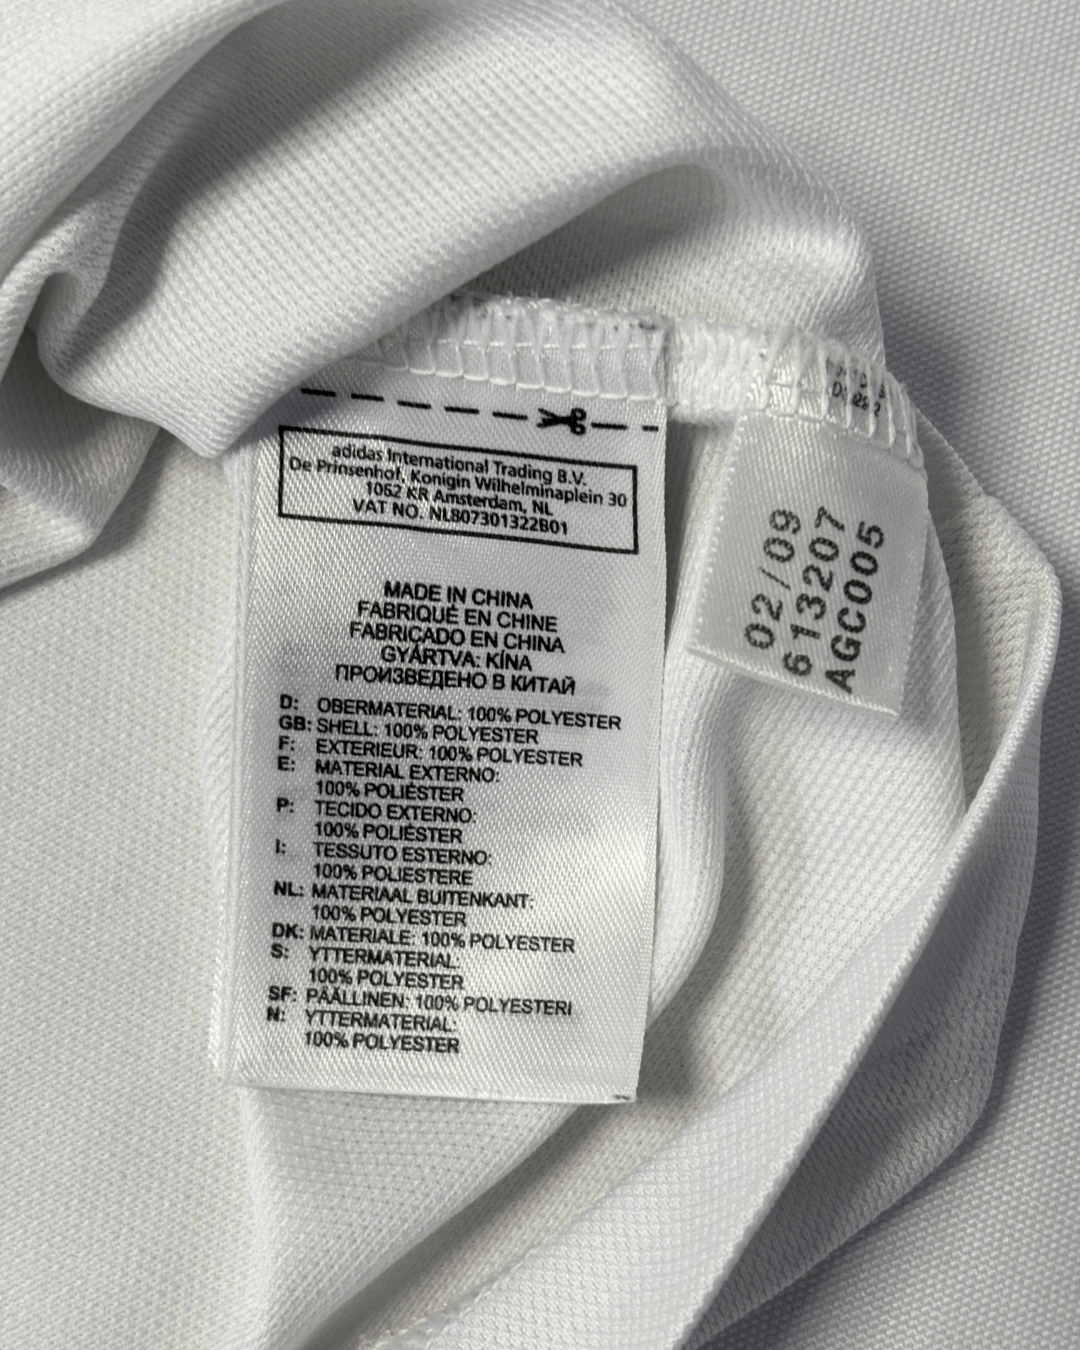 adidas International Trading B.V.
De Prinsenhof, Konigin Wilhelminaplein 30
1062 KR Amsterdam, NL
VAT NO. NL807301322B01
MADE IN CHINA
FABRIQUÉ EN CHINE
FABRICADO EN CHINA
GYÁRTVA: KÍNA
ПРОИЗВЕДЕНО В КИТАЙ
D: OBERMATERIAL: 100% POLYESTER
GB: SHELL: 100% POLYESTER
F: EXTERIEUR: 100% POLYESTER
E: MATERIAL EXTERNO:
100% POLIÉSTER
P: TECIDO EXTERNO:
100% POLIÉSTER
I: TESSUTO ESTERNO:
100% POLIESTERE
NL: MATERIAAL BUITENKANT:
100% POLYESTER
DK: MATERIALE: 100% POLYESTER
S: YTTERMATERIAL:
100% POLYESTER
SF: PÄÄLLINEN: 100% POLYESTERI
N: YTTERMATERIAL:
100% POLYESTER
02/09
613207
AGC005